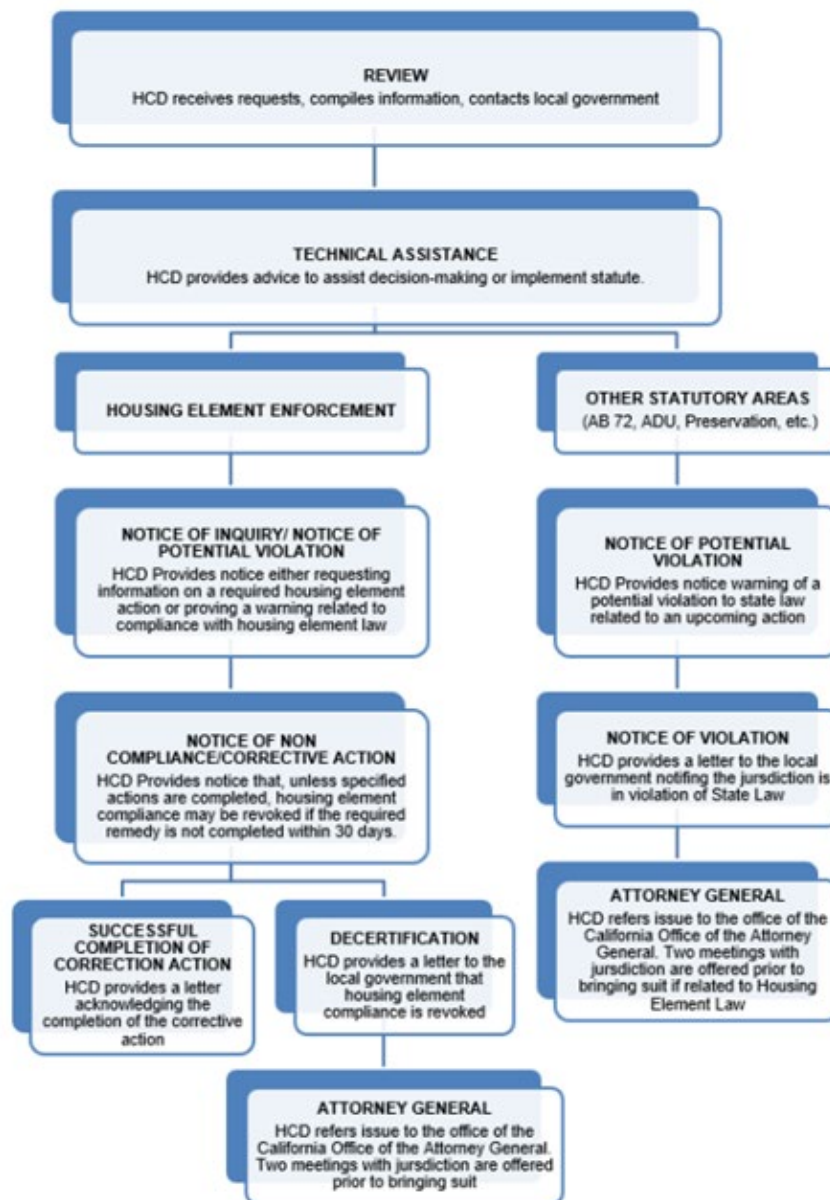 REVIEW
HCD receives requests, compiles information, contacts local government
TECHNICAL ASSISTANCE
HCD provides advice to assist decision-making or implement statute.
HOUSING ELEMENT ENFORCEMENT
OTHER STATUTORY AREAS
(AB 72, ADU, Preservation, etc.)
NOTICE OF INQUIRY/ NOTICE OF
POTENTIAL VIOLATION
HCD Provides notice either requesting
information on a required housing element
action or proving a warning related to
compliance with housing element law
NOTICE OF POTENTIAL
VIOLATION
HCD Provides notice warning of a
potential violation to state law
related to an upcoming action
NOTICE OF NON
COMPLIANCE/CORRECTIVE ACTION
HCD Provides notice that, unless specified
actions are completed, housing element
compliance may be revoked if the required
remedy is not completed within 30 days.
NOTICE OF VIOLATION
HCD provides a letter to the local
government notifing the jursdiction is
in violation of State Law
SUCCESSFUL
COMPLETION OF
CORRECTION ACTION
HCD provides a letter
acknowledging the
completion of the corrective
action
DECERTIFICATION
HCD provides a letter to the
local government that
housing element
compliance is revoked
ATTORNEY GENERAL
HCD refers issue to the office of the
California Office of the Attorney
General. Two meetings with
jursdiction are offered prior to
bringing suit if related to Housing
Element Law
ATTORNEY GENERAL
HCD refers issue to the office of the
California Office of the Attorney General.
Two meetings with jursdiction are offered
prior to bringing suit